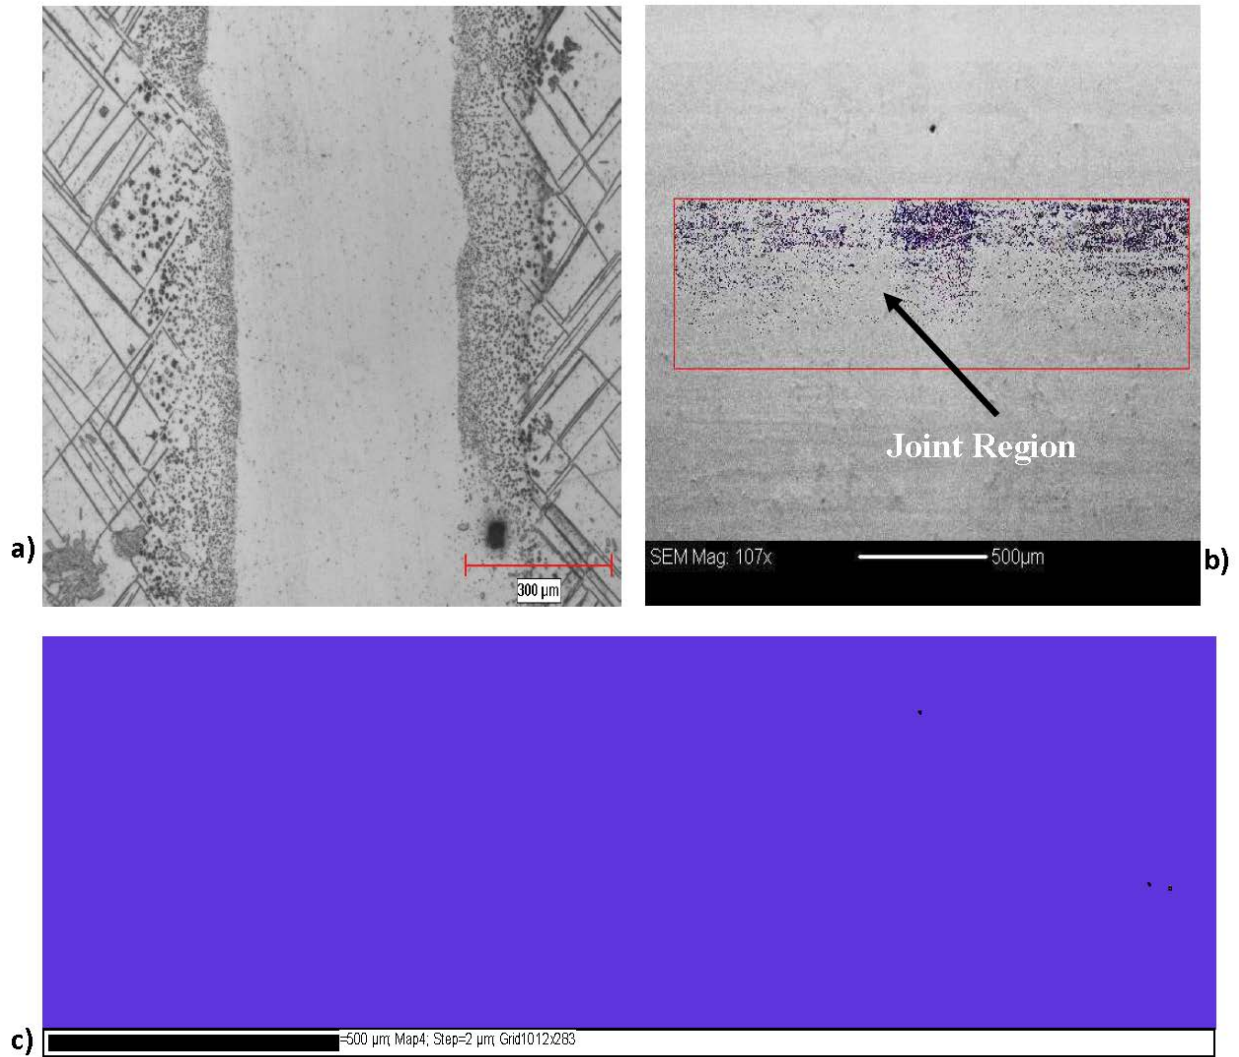 a)
300 µm
Joint Region
SEM Mag: 107x
500µm
b)
c)
=500 µm; Map4; Step=2 µm; Grid1012x283